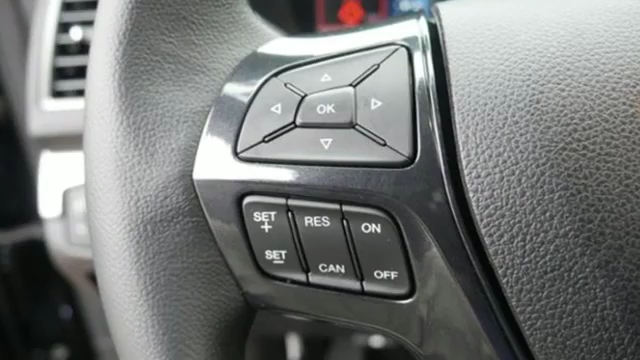 OK
SET + RES ON
SET - CAN OFF